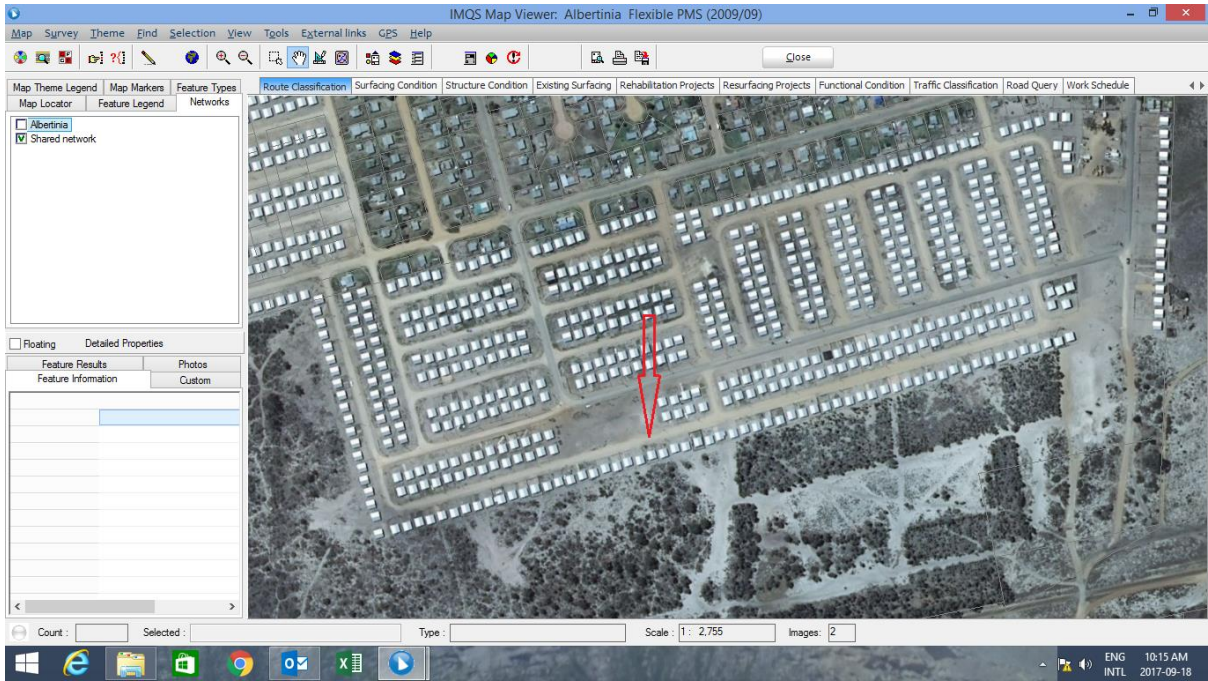 IMQS Map Viewer: Albertinia Flexible PMS (2009/09)
Map Survey Theme Find Selection View Tools External links GPS Help
Close
Map Theme Legend Map Markers Feature Types
Map Locator Feature Legend Networks
Route Classification Surfacing Condition Structure Condition Existing Surfacing Rehabilitation Projects Resurfacing Projects Functional Condition Traffic Classification Road Query Work Schedule
Albertinia
Shared network
Floating Detailed Properties
Feature Results Photos
Feature Information Custom
Count : Selected : Type : Scale : 1 : 2,755 Images: 2
ENG 10:15 AM
INTL 2017-09-18